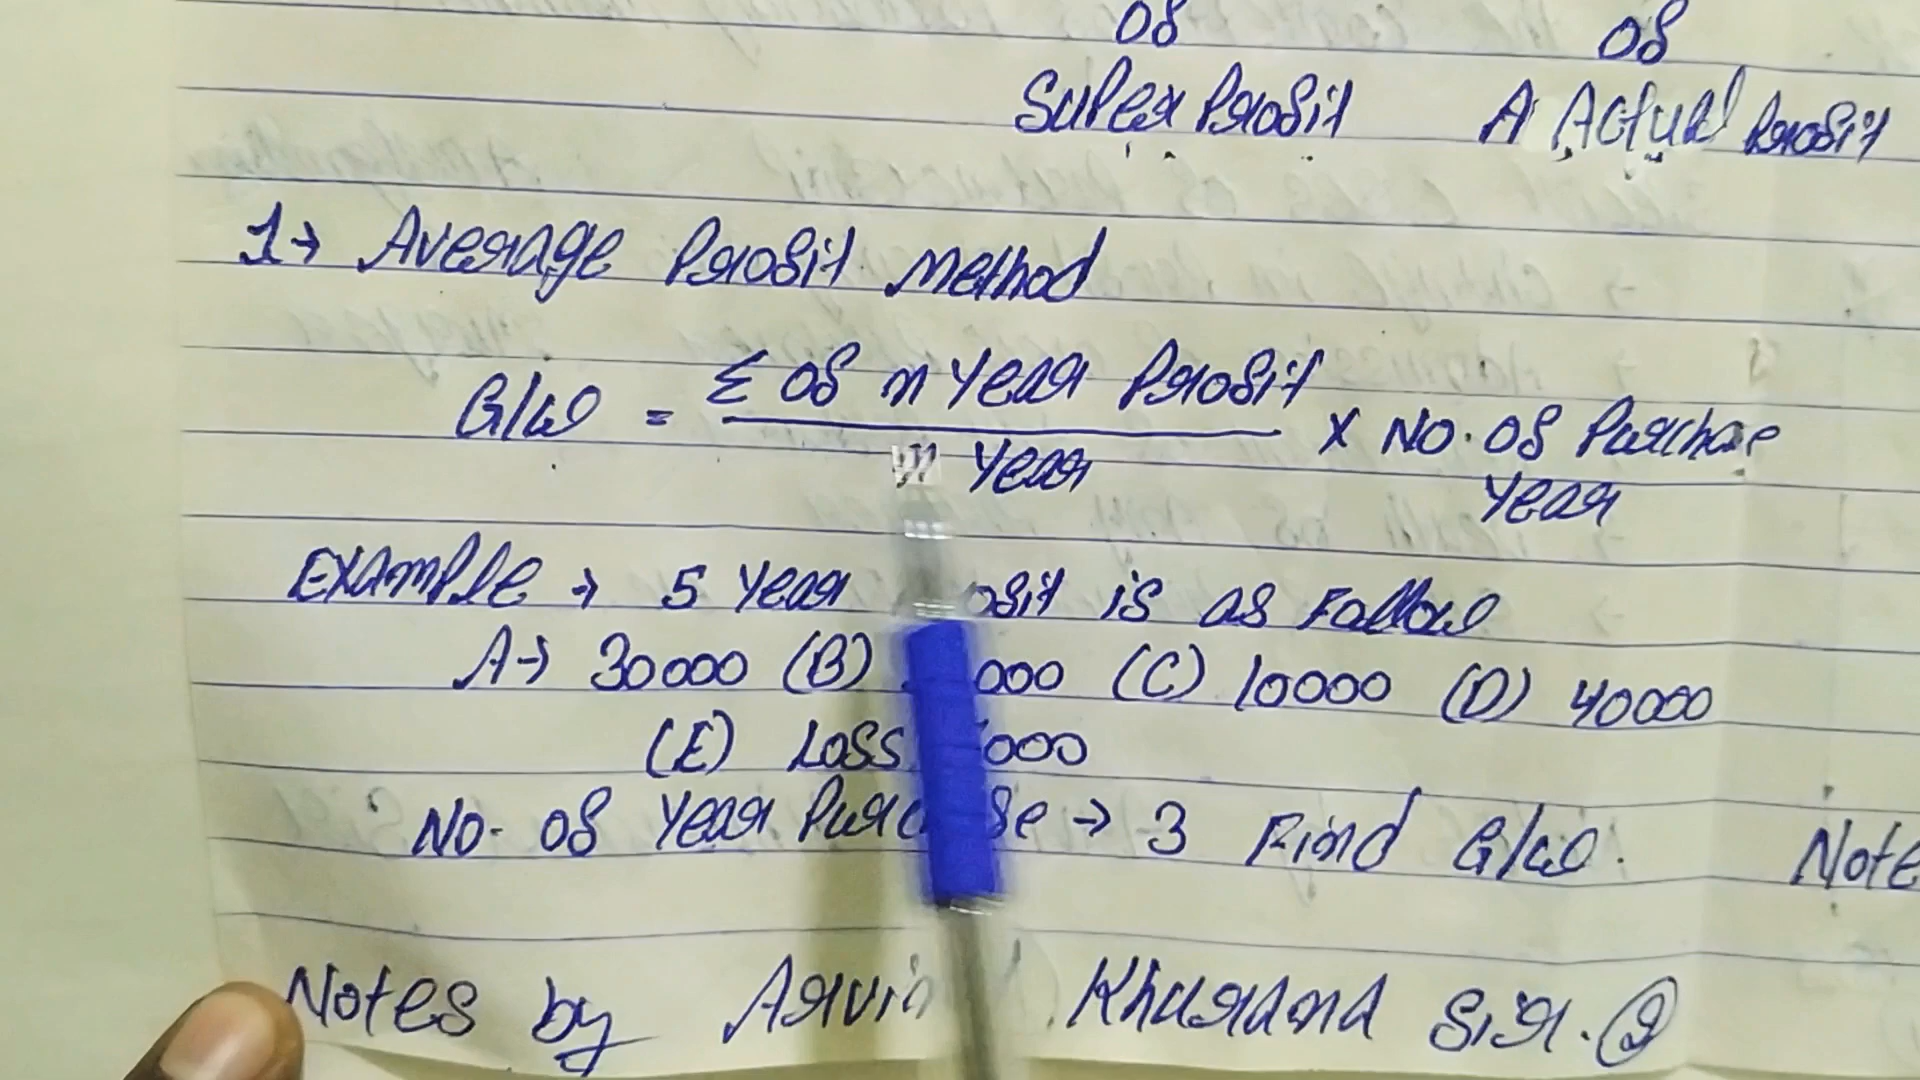 of of
Super Profit A Actual Profit
1→ Average Profit Method
G/w = Σ of n year Profit × No. of Purchase
n year year
Example → 5 year is as Follow
A→ 30000 (B) (C) 10000 (D) 40000
(E) Loss
No. of year Purchase → 3 Find G/w. Note
Notes by Khurana Sir. 2